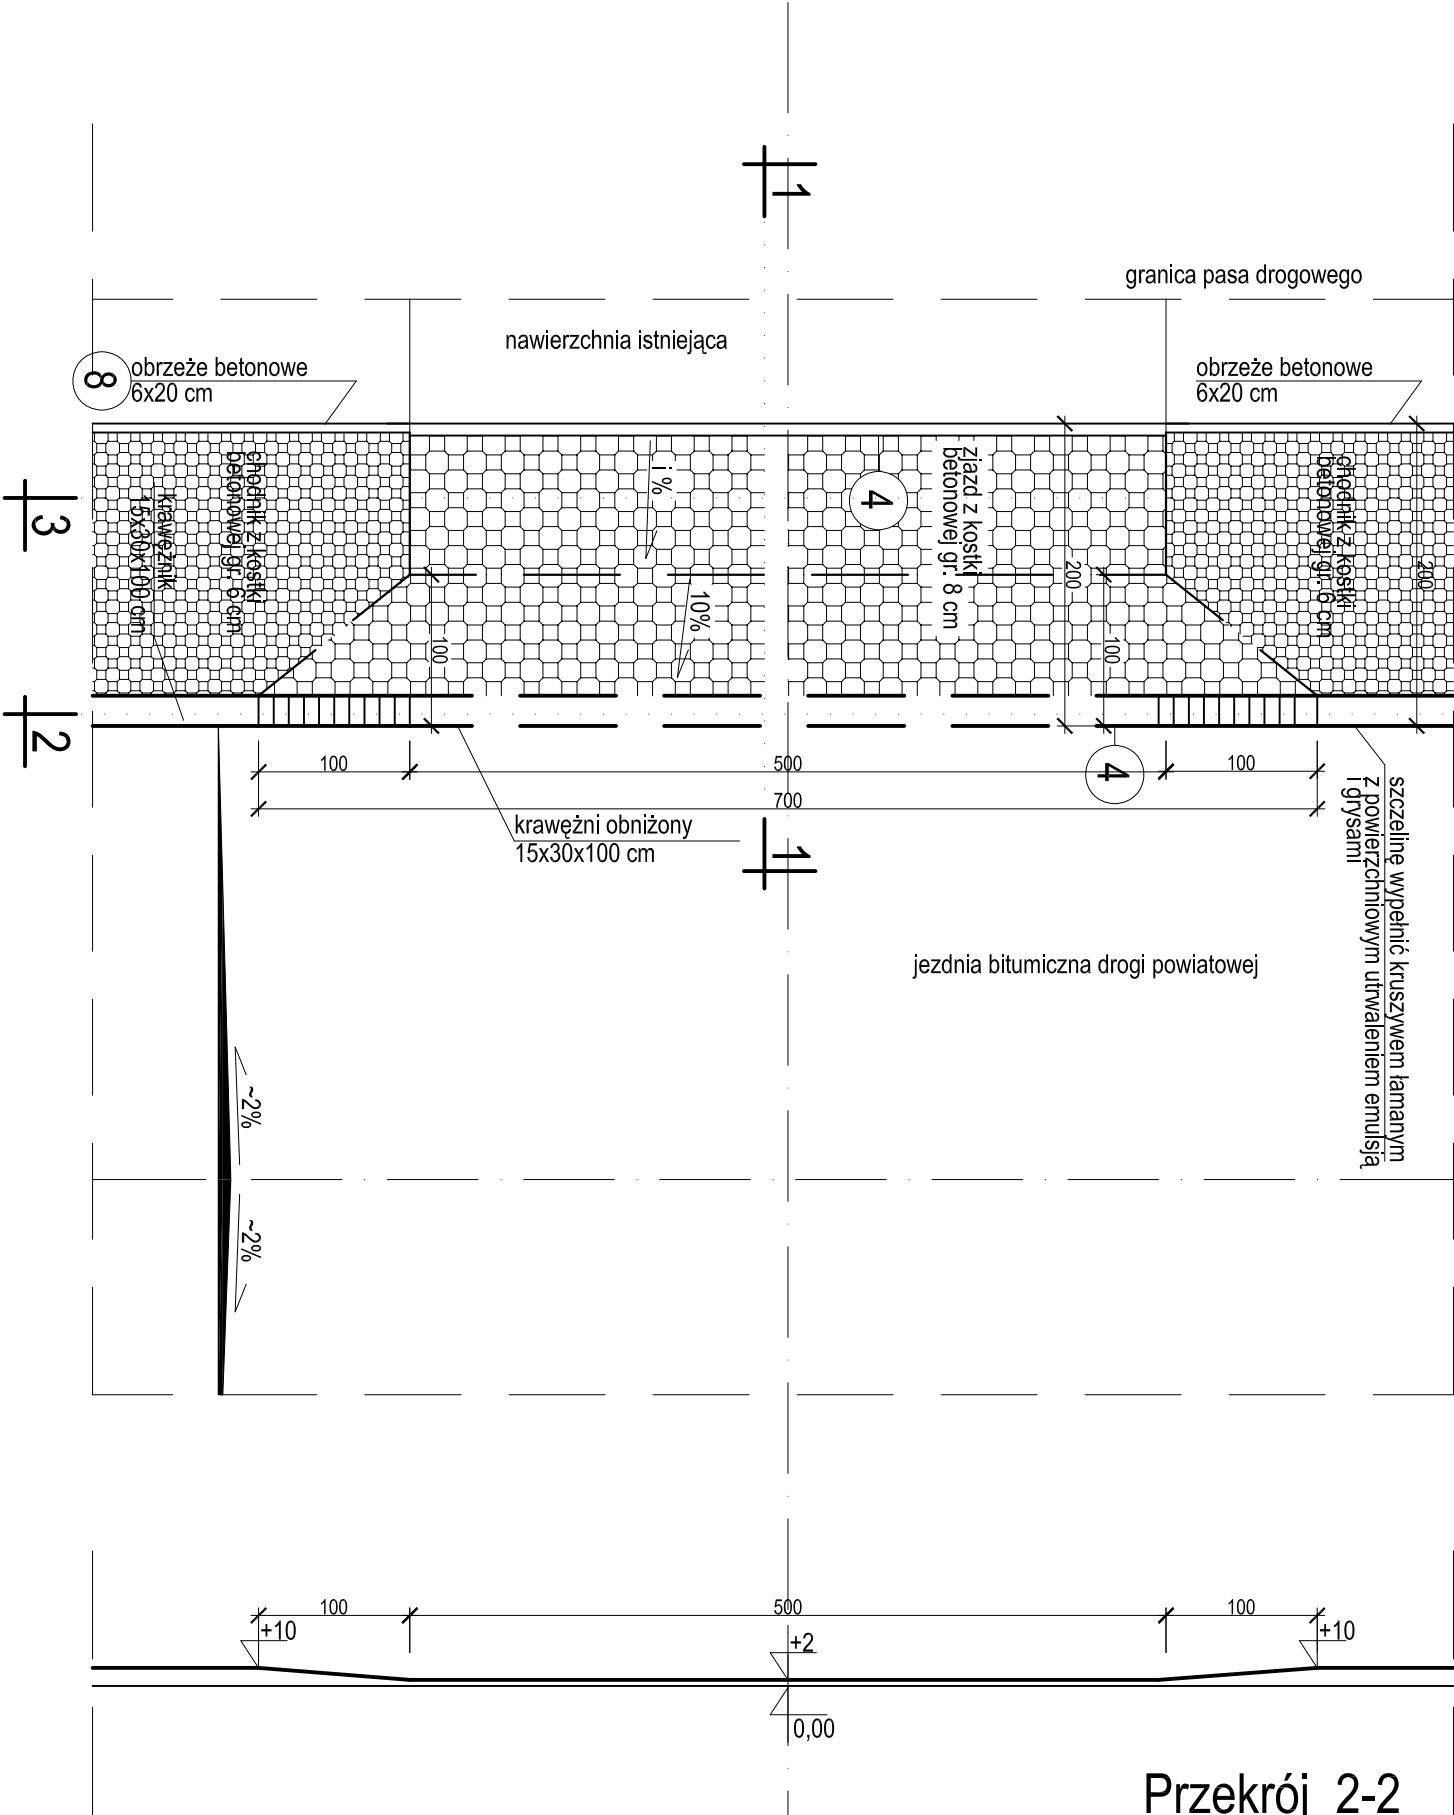 1
granica pasa drogowego
nawierzchnia istniejąca
8
obrzeże betonowe
6x20 cm
obrzeże betonowe
6x20 cm
chodnik z kostki
betonowej gr. 6 cm
krawężnik
15x30x100 cm
i %
4
zjazd z kostki
betonowej gr. 8 cm
200
chodnik z kostki
betonowej gr. 6 cm
200
3
10%
100
100
2
100
500
100
4
700
krawężni obniżony
15x30x100 cm
1
szczelinę wypełnić kruszywem łamanym
z powierzchniowym utrwaleniem emulsją
i grysami
jezdnia bitumiczna drogi powiatowej
~2%
~2%
100
500
100
+10
+2
+10
0,00
Przekrój 2-2